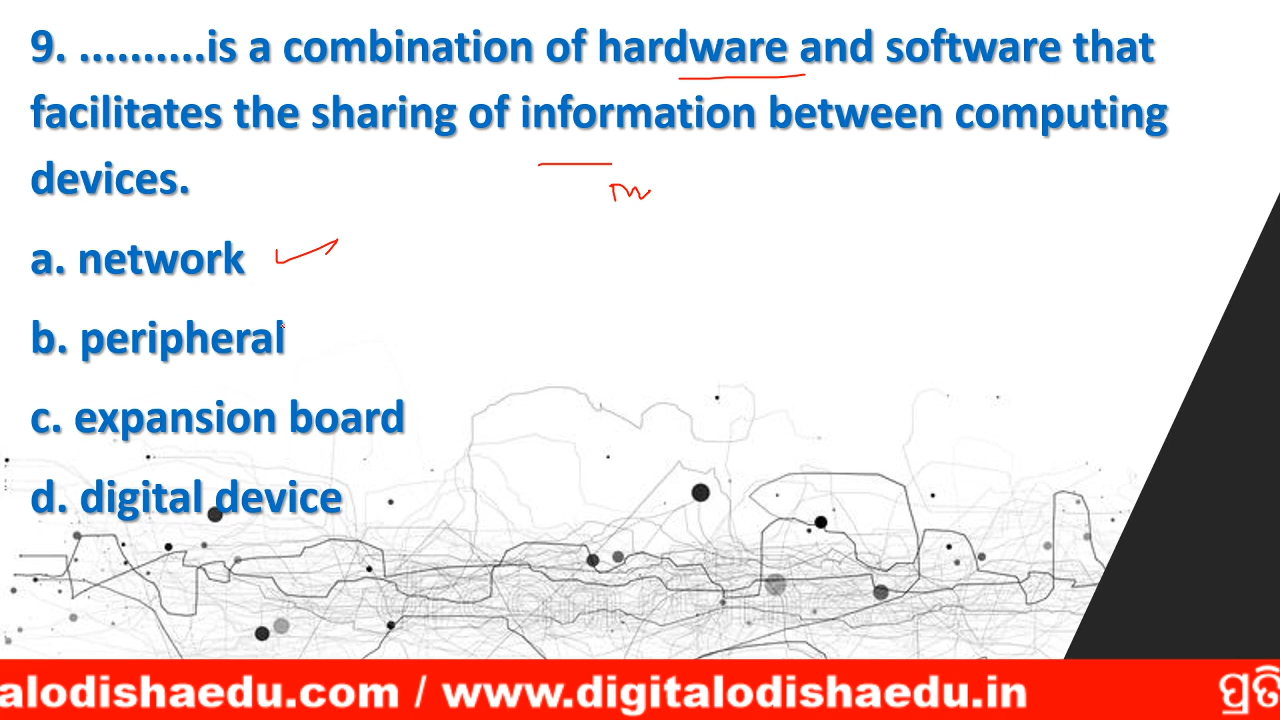 9. ..........is a combination of hardware and software that
facilitates the sharing of information between computing
devices.
a. network
b. peripheral
c. expansion board
d. digital device
alodishaedu.com / www.digitalodishaedu.in ପ୍ରତି